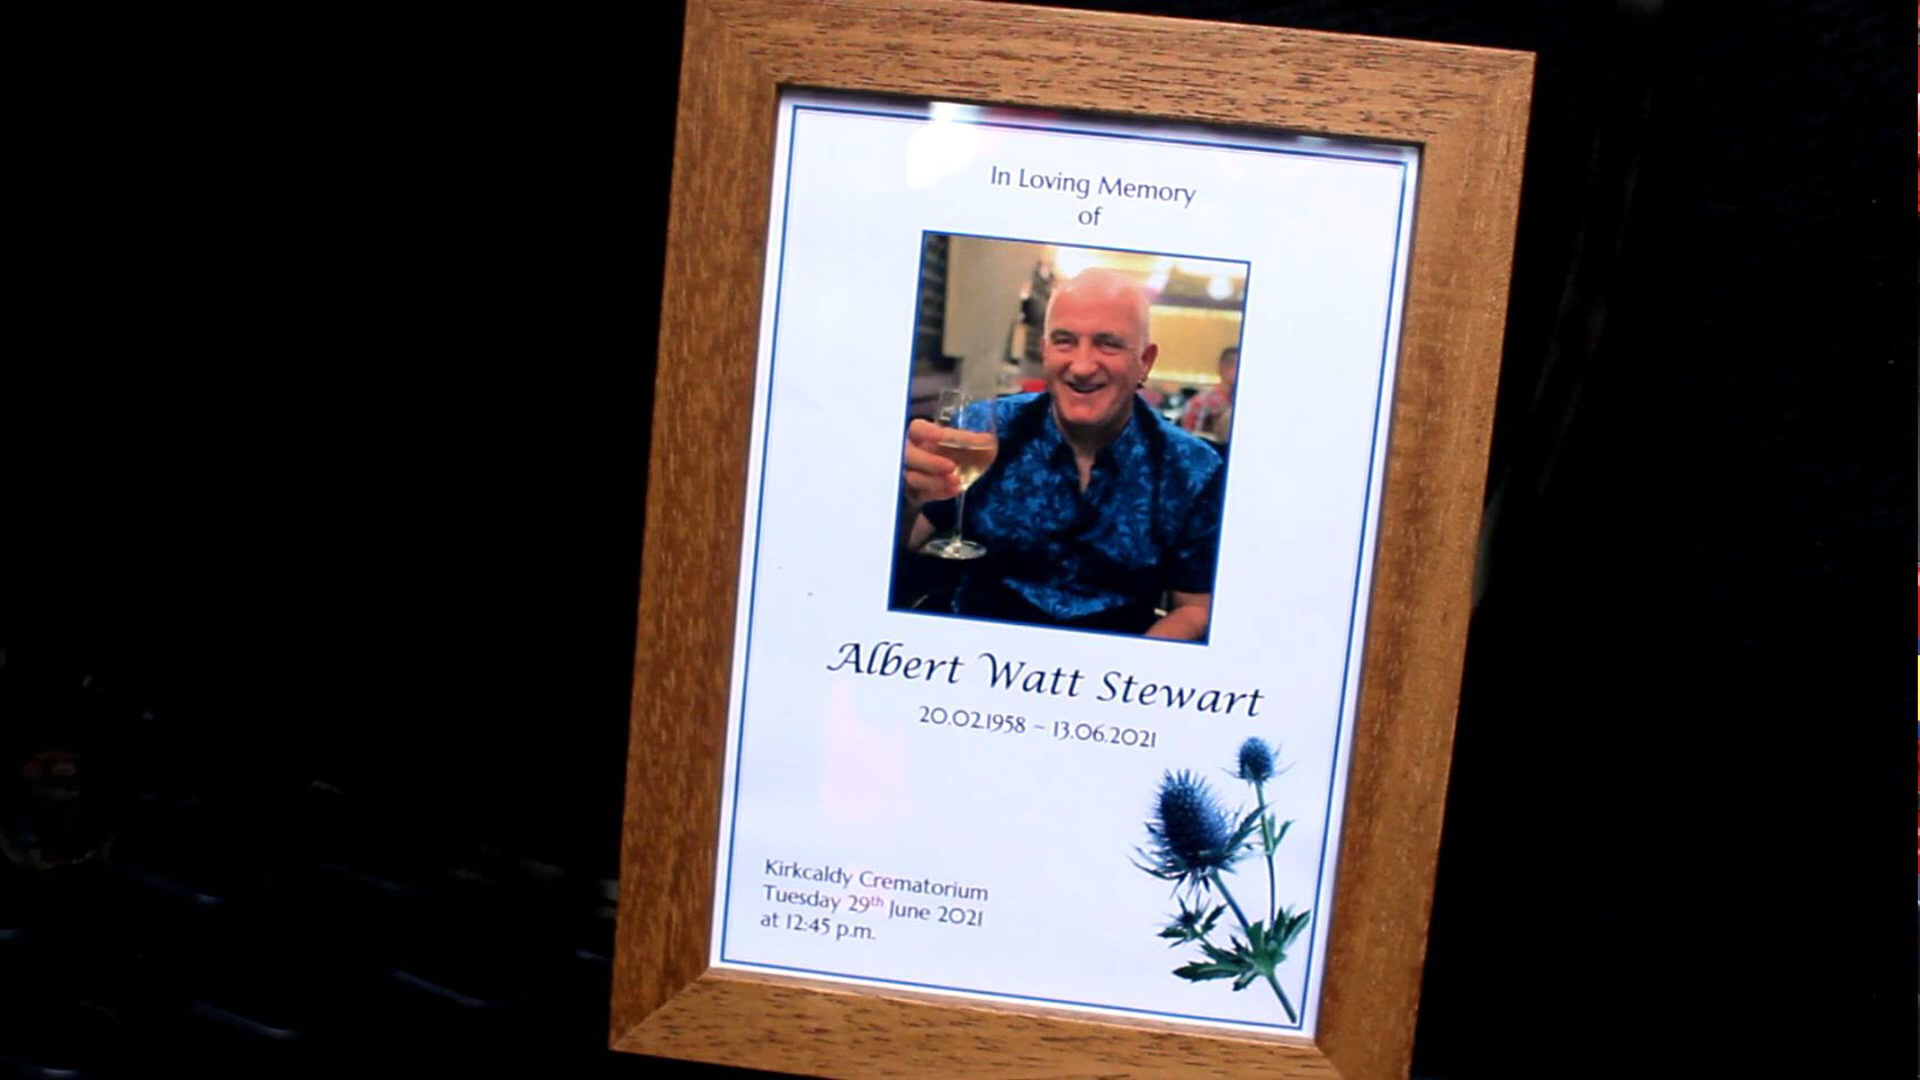 In Loving Memory
of
Albert Watt Stewart
20.02.1958 ~ 13.06.2021
Kirkcaldy Crematorium
Tuesday 29th June 2021
at 12:45 p.m.